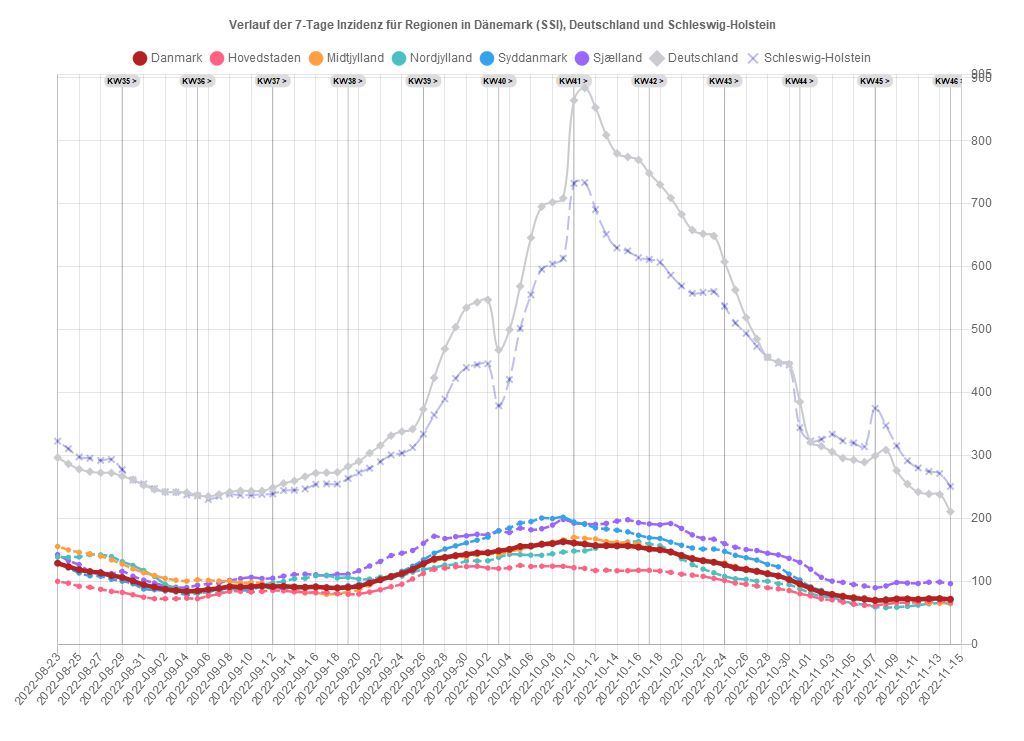 Verlauf der 7-Tage Inzidenz für Regionen in Dänemark (SSI), Deutschland und Schleswig-Holstein
Danmark Hovedstaden Midtjylland Nordjylland Syddanmark Sjælland Deutschland Schleswig-Holstein
KW35 > KW36 > KW37 > KW38 > KW39 > KW40 > KW41 > KW42 > KW43 > KW44 > KW45 > KW46 >
905
900
800
700
600
500
400
300
200
100
0
2022-08-23 2022-08-25 2022-08-27 2022-08-29 2022-08-31 2022-09-02 2022-09-04 2022-09-06 2022-09-08 2022-09-10 2022-09-12 2022-09-14 2022-09-16 2022-09-18 2022-09-20 2022-09-22 2022-09-24 2022-09-26 2022-09-28 2022-09-30 2022-10-02 2022-10-04 2022-10-06 2022-10-08 2022-10-10 2022-10-12 2022-10-14 2022-10-16 2022-10-18 2022-10-20 2022-10-22 2022-10-24 2022-10-26 2022-10-28 2022-10-30 2022-11-01 2022-11-03 2022-11-05 2022-11-07 2022-11-09 2022-11-11 2022-11-13 2022-11-15